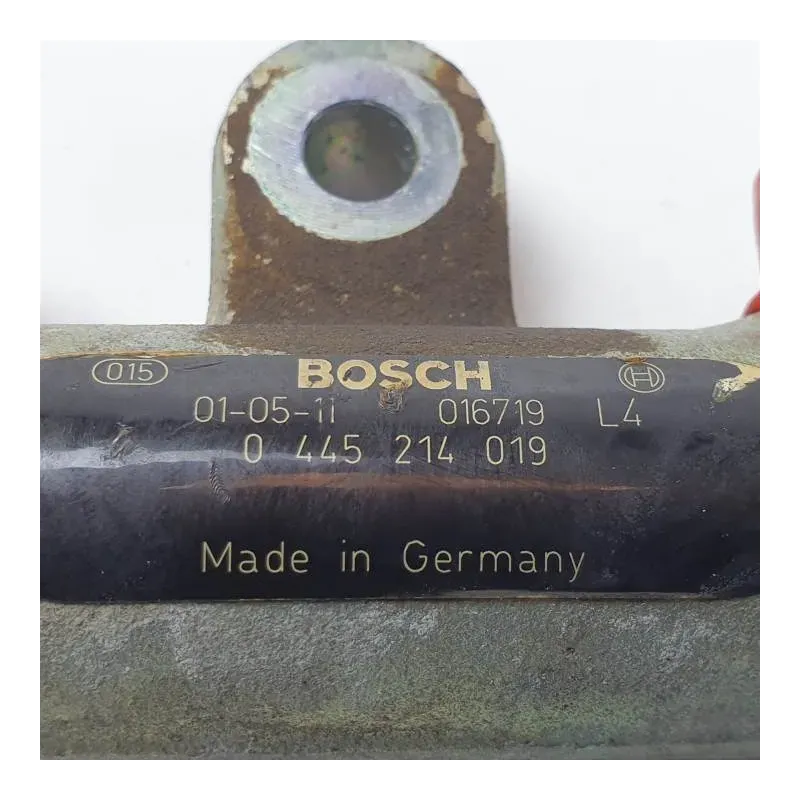 015 BOSCH H
01-05-11 016719 L4
0 445 214 019
Made in Germany